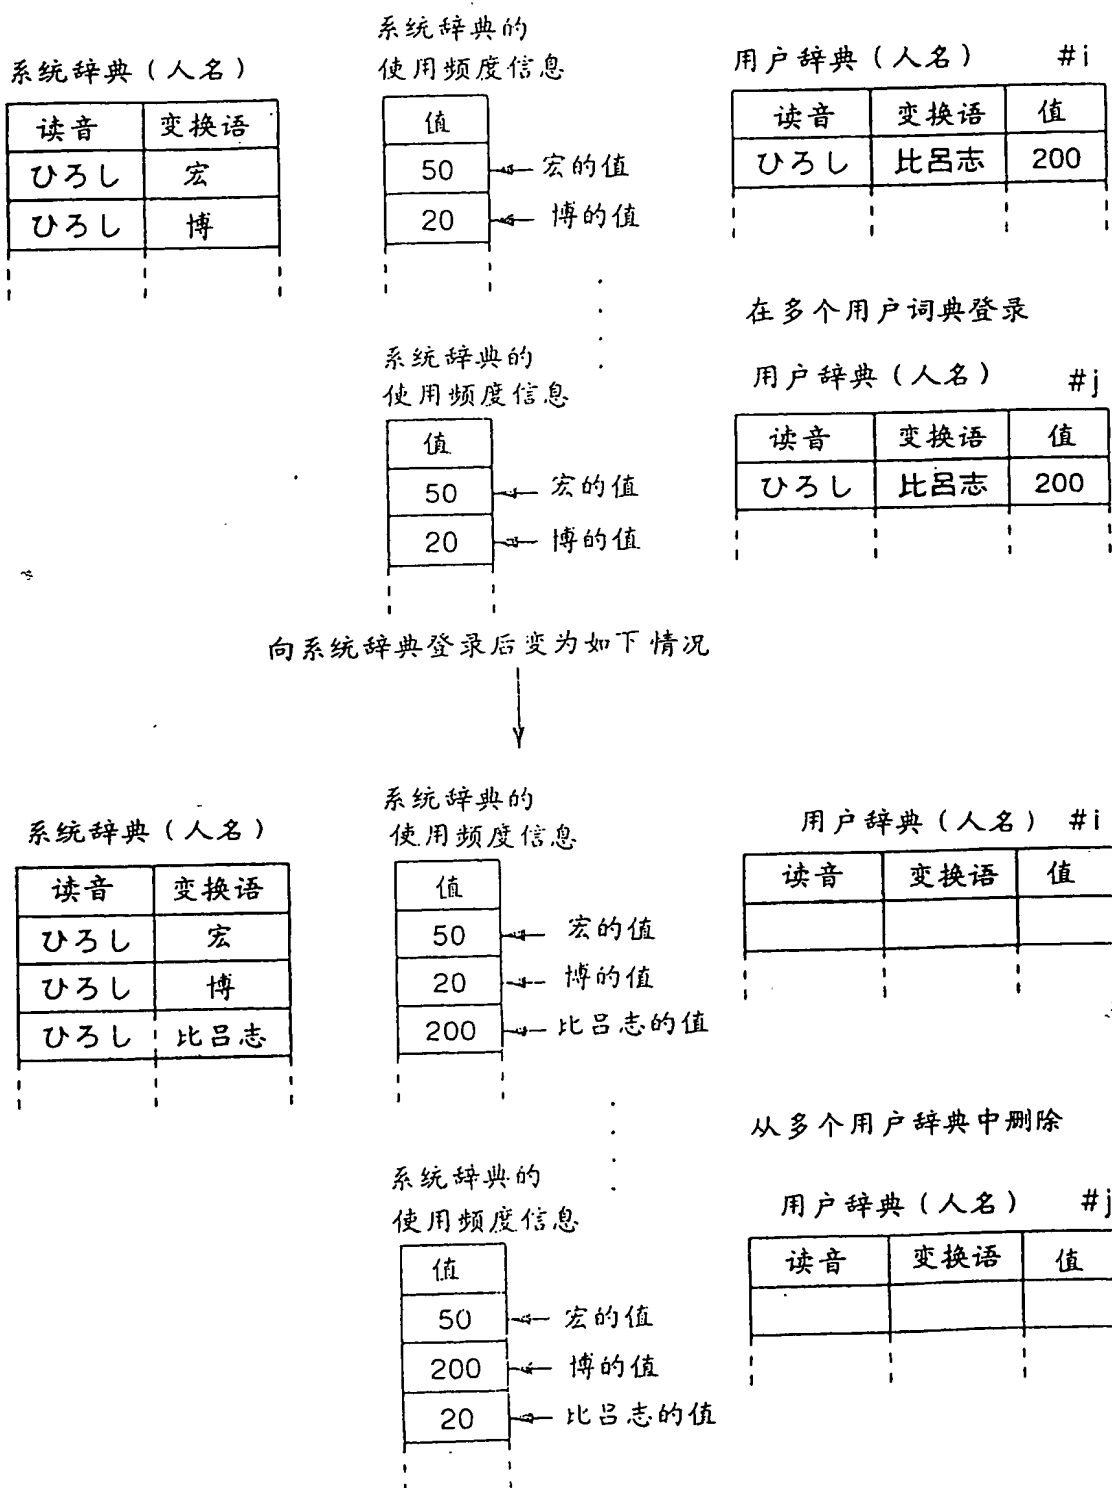 系统辞典(人名)
读音 变换语
ひろし 宏
ひろし 博
系统辞典的
使用频度信息
值
50 宏的值
20 博的值
用户辞典(人名) #i
读音 变换语 值
ひろし 比呂志 200
在多个用户词典登录
系统辞典的
使用频度信息
值
50 宏的值
20 博的值
用户辞典(人名) #j
读音 变换语 值
ひろし 比呂志 200
向系统辞典登录后变为如下情况
系统辞典(人名)
读音 变换语
ひろし 宏
ひろし 博
ひろし 比吕志
系统辞典的
使用频度信息
值
50 宏的值
20 博的值
200 比吕志的值
用户辞典(人名) #i
读音 变换语 值
从多个用户辞典中删除
系统辞典的
使用频度信息
值
50 宏的值
200 博的值
20 比吕志的值
用户辞典(人名) #j
读音 变换语 值